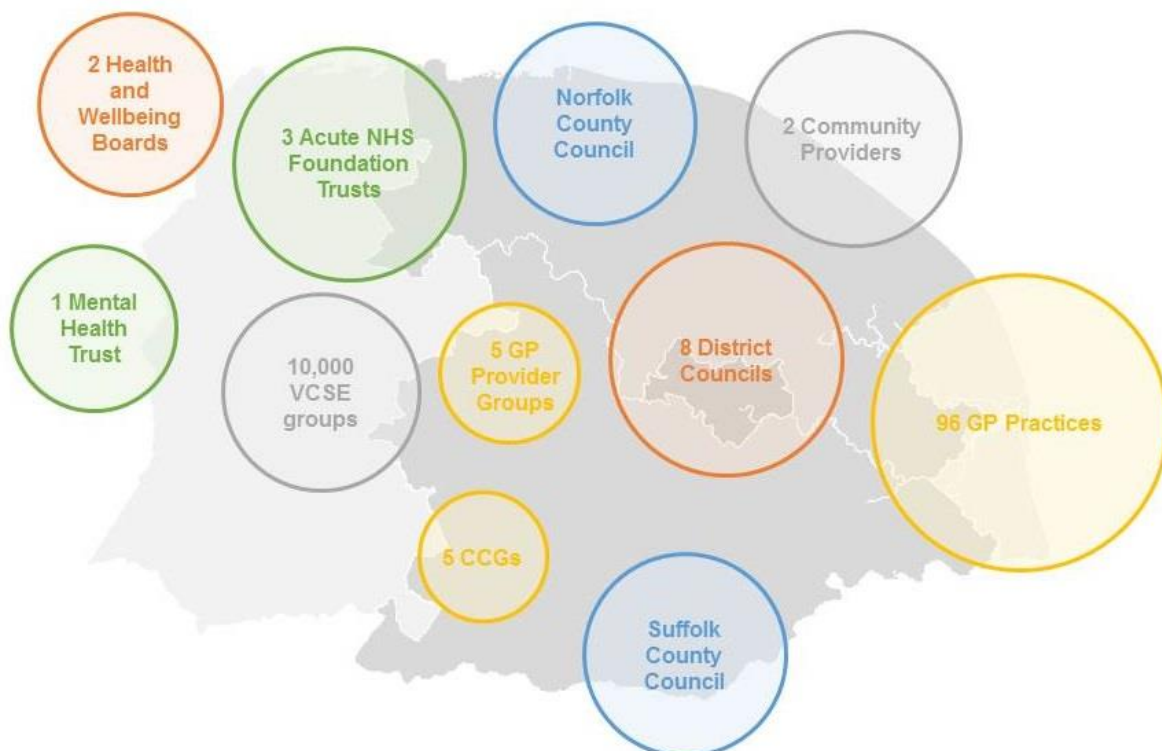 2 Health
and
Wellbeing
Boards
3 Acute NHS
Foundation
Trusts
Norfolk
County
Council
2 Community
Providers
1 Mental
Health
Trust
10,000
VCSE
groups
5 GP
Provider
Groups
8 District
Councils
96 GP Practices
5 CCGs
Suffolk
County
Council